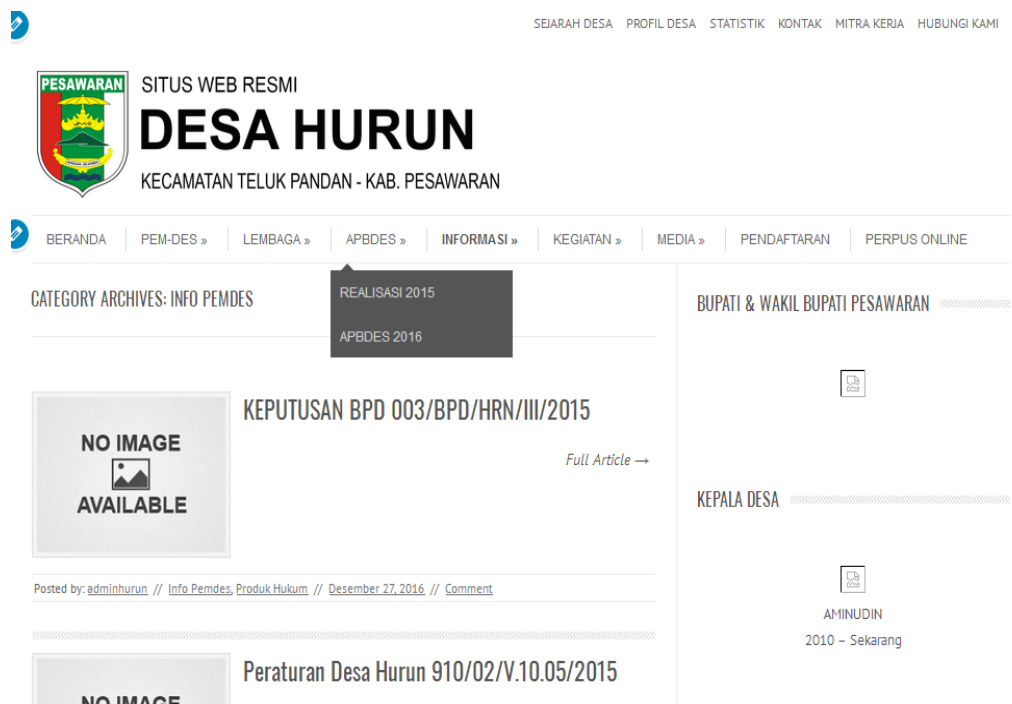 SEJARAH DESA PROFIL DESA STATISTIK KONTAK MITRA KERJA HUBUNGI KAMI
PESAWARAN
SITUS WEB RESMI
DESA HURUN
KECAMATAN TELUK PANDAN - KAB. PESAWARAN
BERANDA PEM-DES » LEMBAGA » APBDES » INFORMASI » KEGIATAN » MEDIA » PENDAFTARAN PERPUS ONLINE
REALISASI 2015
APBDES 2016
CATEGORY ARCHIVES: INFO PEMDES
NO IMAGE
AVAILABLE
KEPUTUSAN BPD 003/BPD/HRN/III/2015
Full Article →
Posted by: adminhurun // Info Pemdes, Produk Hukum // Desember 27, 2016 // Comment
NO IMAGE
Peraturan Desa Hurun 910/02/V.10.05/2015
BUPATI & WAKIL BUPATI PESAWARAN
KEPALA DESA
AMINUDIN
2010 – Sekarang